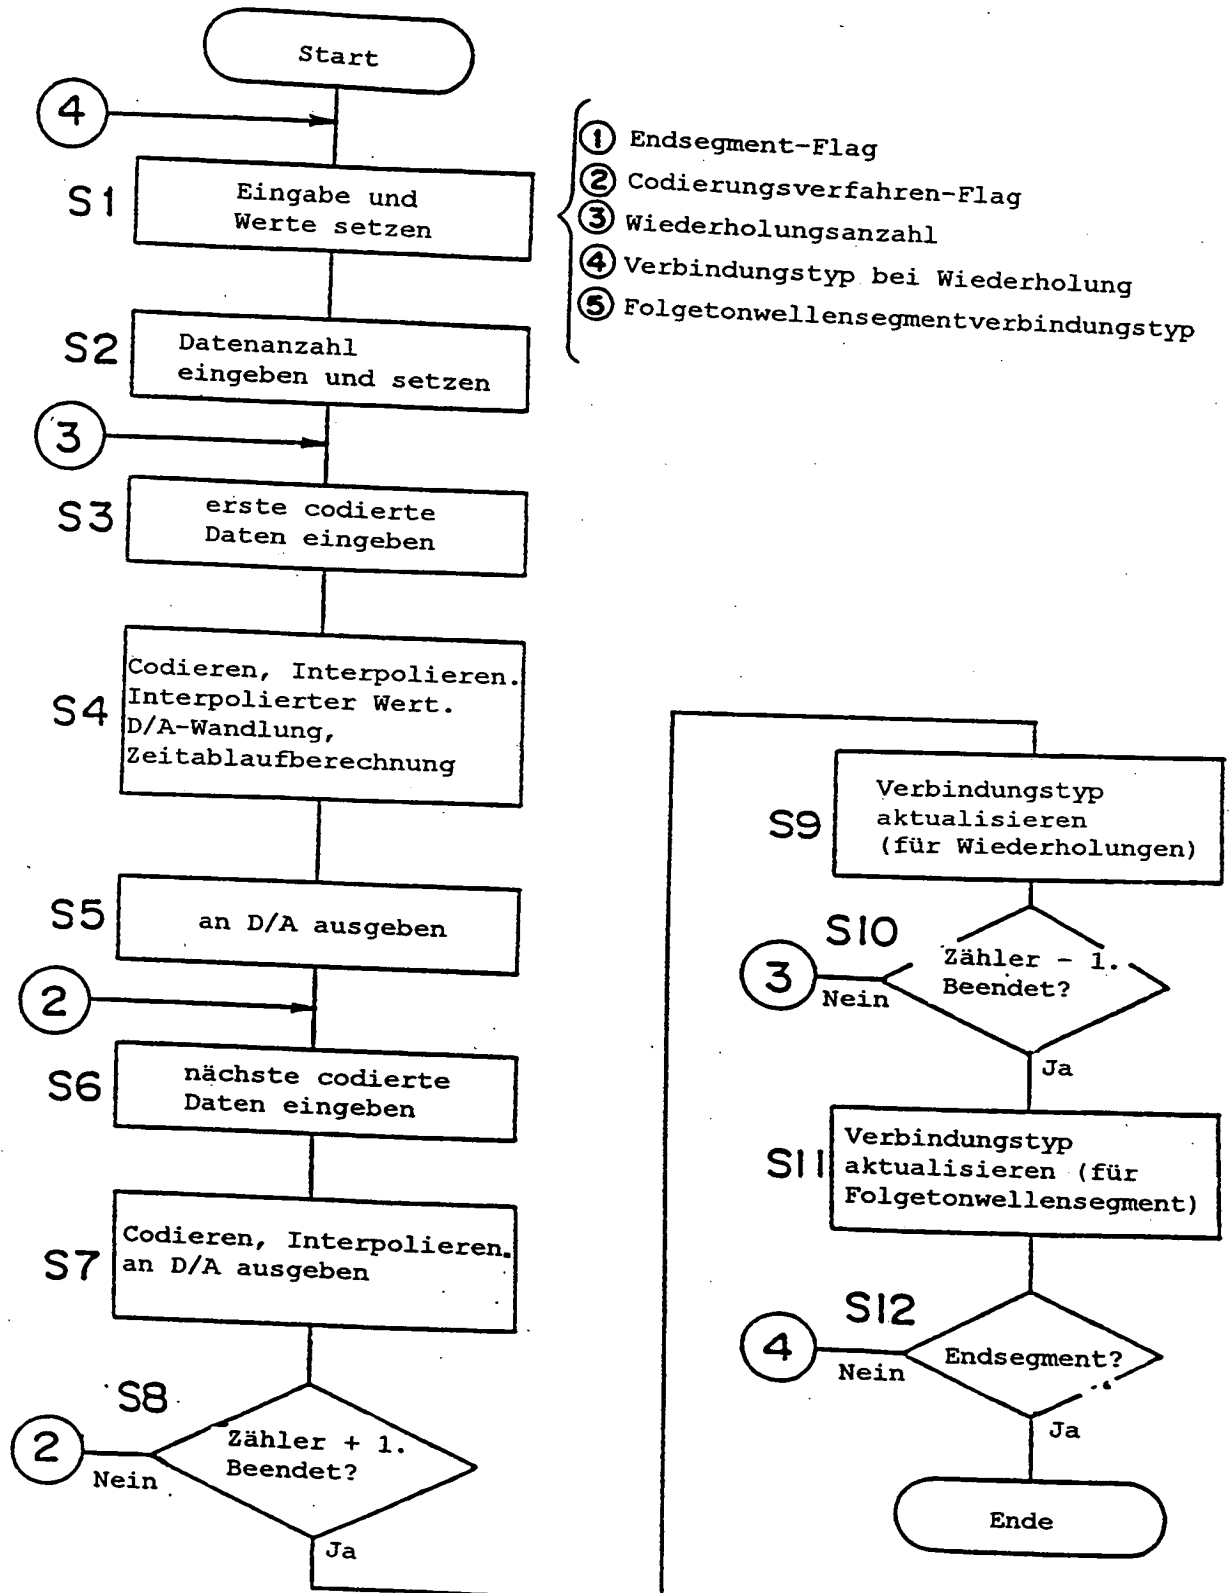 Start
4
S1
Eingabe und
Werte setzen
① Endsegment-Flag
② Codierungsverfahren-Flag
③ Wiederholungsanzahl
④ Verbindungstyp bei Wiederholung
⑤ Folgetonwellensegmentverbindungstyp
S2
Datenanzahl
eingeben und setzen
3
S3
erste codierte
Daten eingeben
S4
Codieren, Interpolieren.
Interpolierter Wert.
D/A-Wandlung,
Zeitablaufberechnung
S5
an D/A ausgeben
2
S6
nächste codierte
Daten eingeben
S7
Codieren, Interpolieren.
an D/A ausgeben
S8
Zähler + 1.
Beendet?
2
Nein
Ja
S9
Verbindungstyp
aktualisieren
(für Wiederholungen)
S10
Zähler - 1.
Beendet?
3
Nein
Ja
S11
Verbindungstyp
aktualisieren (für
Folgetonwellensegment)
S12
Endsegment?
4
Nein
Ja
Ende